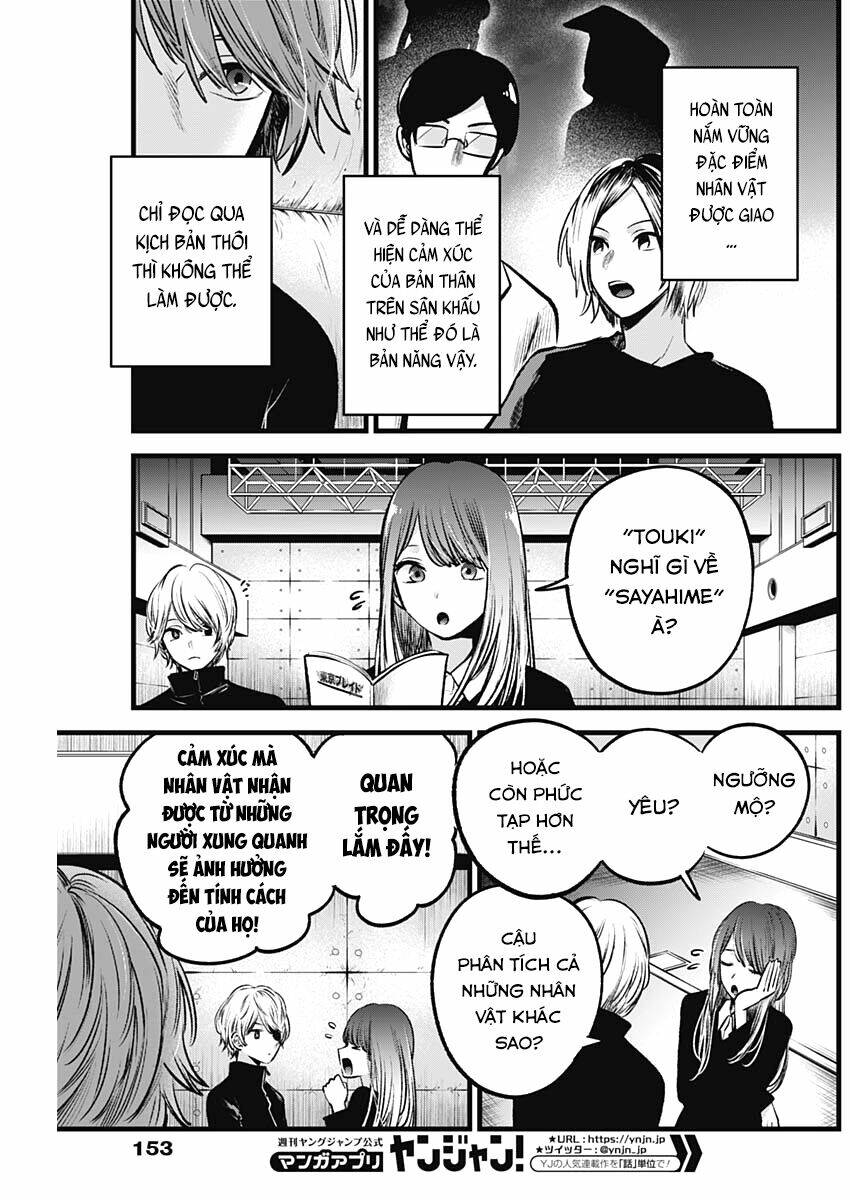 HOÀN TOÀN
NẮM VỮNG
ĐẶC ĐIỂM
NHÂN VẬT
ĐƯỢC GIAO
...
VÀ DỄ DÀNG THỂ
HIỆN CẢM XÚC
CỦA BẢN THÂN
TRÊN SÂN KHẤU
NHƯ THỂ ĐÓ LÀ
BẢN NĂNG VẬY.
CHỈ ĐỌC QUA
KỊCH BẢN THÔI
THÌ KHÔNG THỂ
LÀM ĐƯỢC.
"TOUKI"
NGHĨ GÌ VỀ
"SAYAHIME"
À?
東京ブレイド
NGƯỠNG
MỘ?
YÊU?
HOẶC
CÒN PHỨC
TẠP HƠN
THẾ...
CẬU
PHÂN TÍCH CẢ
NHỮNG NHÂN
VẬT KHÁC
SAO?
QUAN
TRỌNG
LẮM ĐẤY!
CẢM XÚC MÀ
NHÂN VẬT NHẬN
ĐƯỢC TỪ NHỮNG
NGƯỜI XUNG QUANH
SẼ ẢNH HƯỞNG
ĐẾN TÍNH CÁCH
CỦA HỌ!
153
週刊ヤングジャンプ公式
マンガアプリ
ヤンジャン!
★URL:https://ynjn.jp
★ツイッター:@ynjn_jp
YJの人気連載作を「話」単位で!